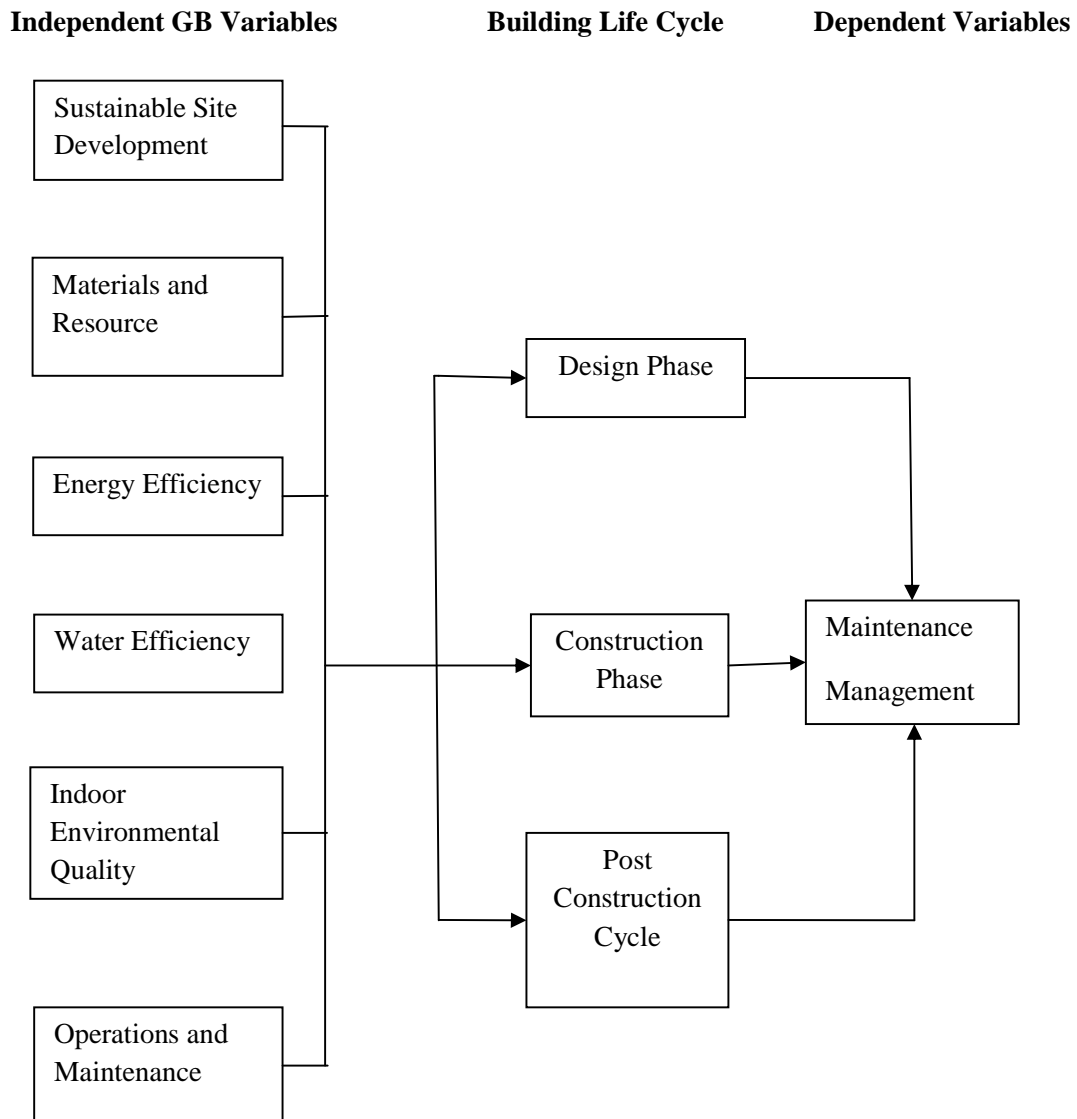 Independent GB Variables
Building Life Cycle
Dependent Variables
Sustainable Site
Development
Materials and
Resource
Energy Efficiency
Water Efficiency
Indoor
Environmental
Quality
Operations and
Maintenance
Design Phase
Construction
Phase
Post
Construction
Cycle
Maintenance
Management